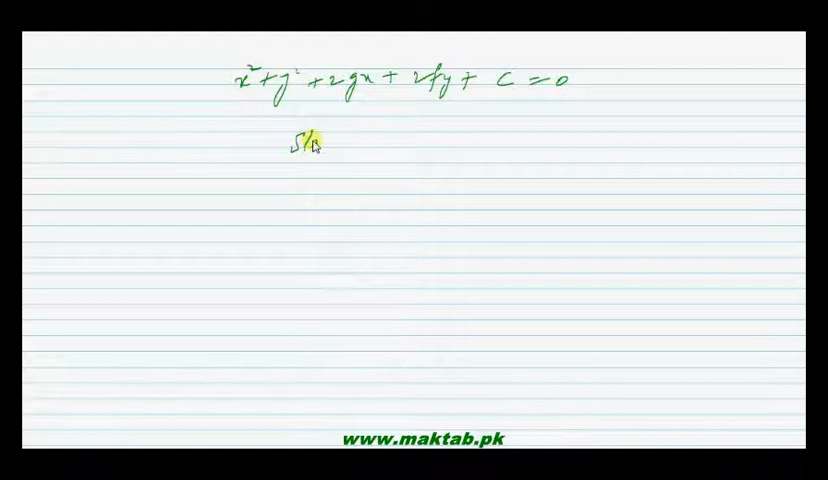 x² + y² + 2gx + 2fy + c = 0
www.maktab.pk